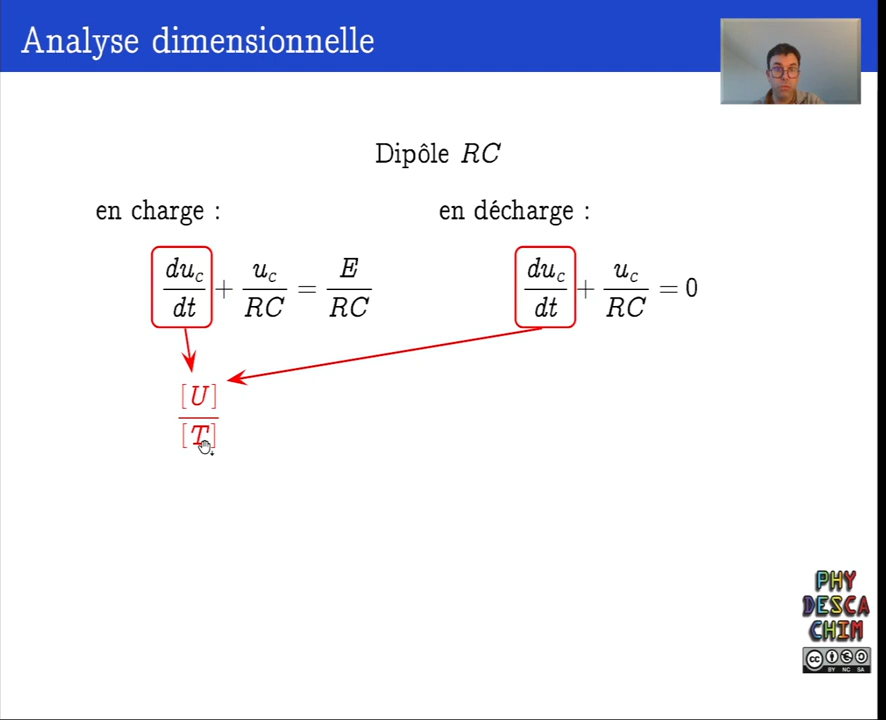 Analyse dimensionnelle
Dipôle RC
en charge :
en décharge :
du_c/dt + u_c/RC = E/RC
du_c/dt + u_c/RC = 0
[U]/[T]
PHY
DESCA
CHIM
cc
BY NC SA